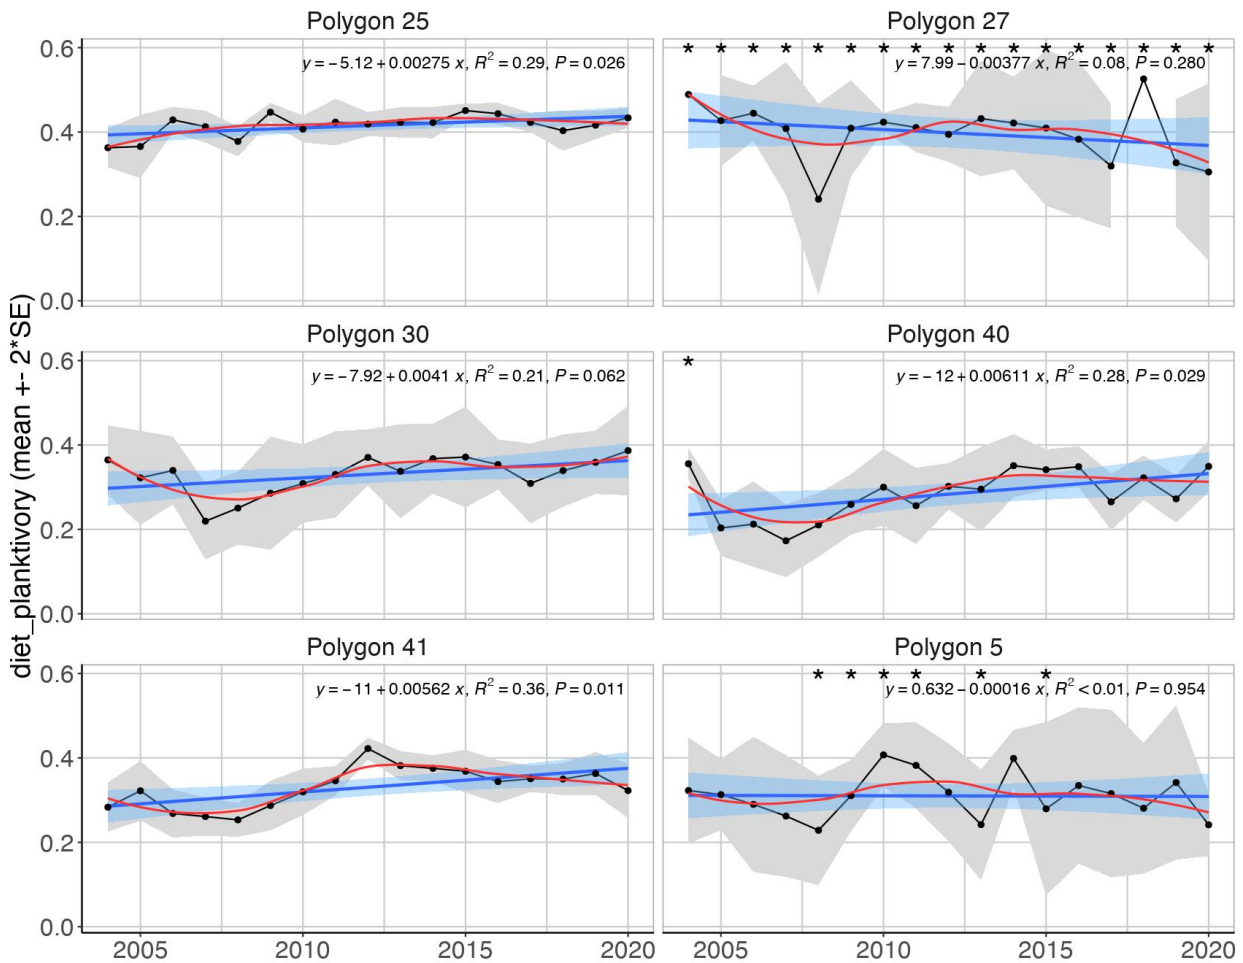 Polygon 25
Polygon 27
0.6
0.4
0.2
0.0
y = − 5.12 + 0.00275 x, R² = 0.29, P = 0.026
* * * * * * * * * * * * * * * * *
y = 7.99 − 0.00377 x, R² = 0.08, P = 0.280
Polygon 30
Polygon 40
0.6
0.4
0.2
0.0
y = − 7.92 + 0.0041 x, R² = 0.21, P = 0.062
*
y = − 12 + 0.00611 x, R² = 0.28, P = 0.029
diet_planktivory (mean +- 2*SE)
Polygon 41
Polygon 5
0.6
0.4
0.2
0.0
y = − 11 + 0.00562 x, R² = 0.36, P = 0.011
* * * * * *
y = 0.632 − 0.00016 x, R² < 0.01, P = 0.954
2005 2010 2015 2020
2005 2010 2015 2020